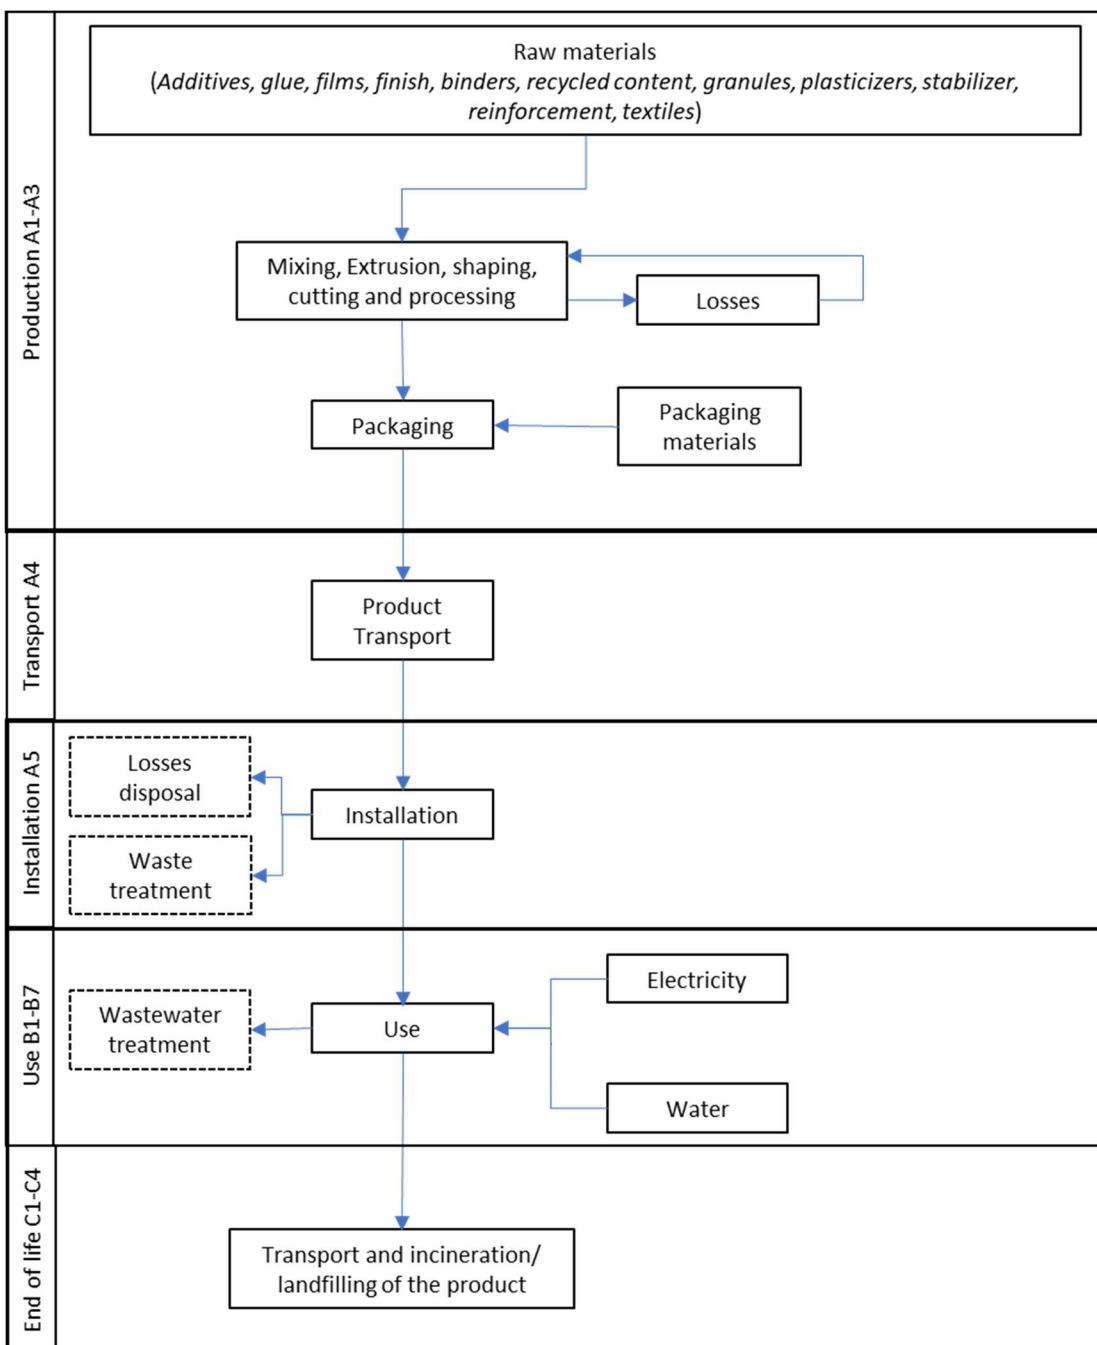 Production A1-A3
Raw materials
(Additives, glue, films, finish, binders, recycled content, granules, plasticizers, stabilizer,
reinforcement, textiles)
Mixing, Extrusion, shaping,
cutting and processing
Losses
Packaging
Packaging
materials
Transport A4
Product
Transport
Installation A5
Losses
disposal
Installation
Waste
treatment
Use B1-B7
Electricity
Wastewater
treatment
Use
Water
End of life C1-C4
Transport and incineration/
landfilling of the product